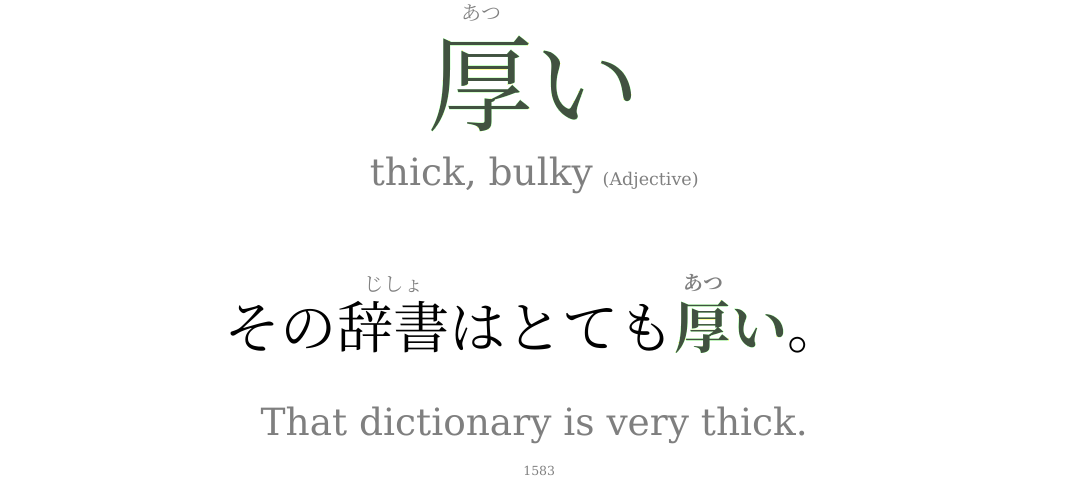 あつ
厚い
thick, bulky (Adjective)
じしょ あつ
その辞書はとても厚い。
That dictionary is very thick.
1583